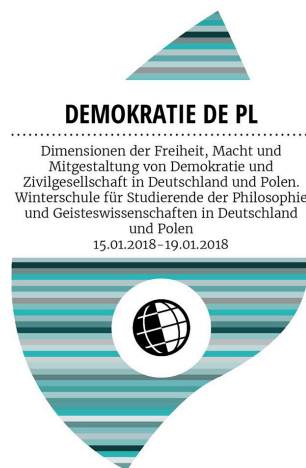 DEMOKRATIE DE PL
Dimensionen der Freiheit, Macht und
Mitgestaltung von Demokratie und
Zivilgesellschaft in Deutschland und Polen.
Winterschule für Studierende der Philosophie
und Geisteswissenschaften in Deutschland
und Polen
15.01.2018–19.01.2018